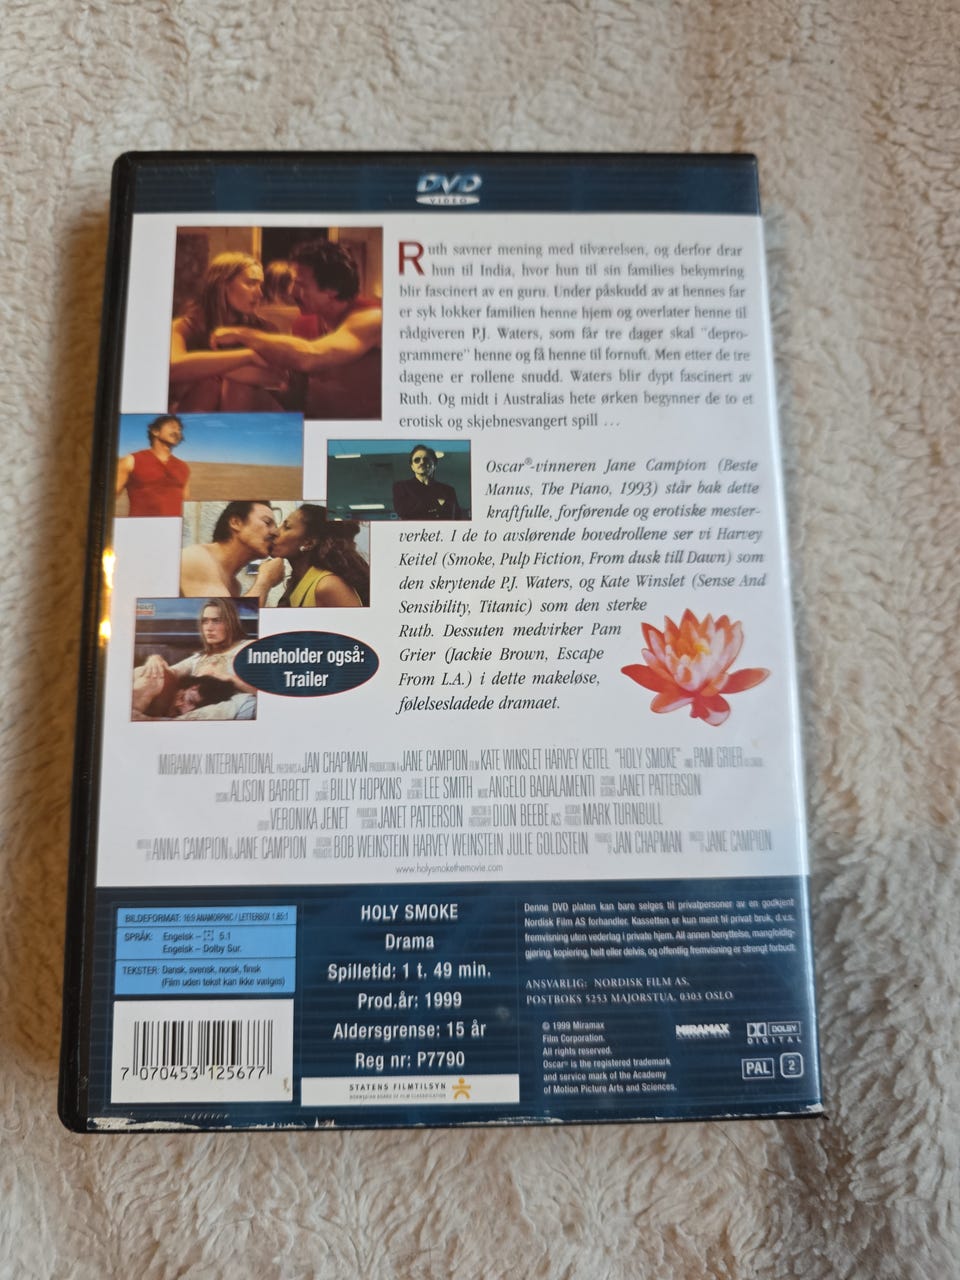 DVD
VIDEO
Ruth savner mening med tilværelsen, og derfor drar
hun til India, hvor hun til sin families bekymring
blir fascinert av en guru. Under påskudd av at hennes far
er syk lokker familien henne hjem og overlater henne til
rådgiveren P.J. Waters, som får tre dager skal "depro-
grammere" henne og få henne til fornuft. Men etter de tre
dagene er rollene snudd. Waters blir dypt fascinert av
Ruth. Og midt i Australias hete ørken begynner de to et
erotisk og skjebnesvangert spill ...
Oscar®-vinneren Jane Campion (Beste
Manus, The Piano, 1993) står bak dette
kraftfulle, forførende og erotiske mester-
verket. I de to avslørende hovedrollene ser vi Harvey
Keitel (Smoke, Pulp Fiction, From dusk till Dawn) som
den skrytende P.J. Waters, og Kate Winslet (Sense And
Sensibility, Titanic) som den sterke
Ruth. Dessuten medvirker Pam
Grier (Jackie Brown, Escape
From L.A.) i dette makeløse,
følelsesladede dramaet.
Inneholder også:
Trailer
MIRAMAX INTERNATIONAL PRESENTS A JAN CHAPMAN PRODUCTION A JANE CAMPION FILM KATE WINSLET HARVEY KEITEL "HOLY SMOKE" AND PAM GRIER
ALISON BARRETT BILLY HOPKINS LEE SMITH MUSIC ANGELO BADALAMENTI JANET PATTERSON
VERONIKA JENET PRODUCTION DESIGNER JANET PATTERSON DIRECTOR OF PHOTOGRAPHY DION BEEBE ACS MARK TURNBULL
ANNA CAMPION & JANE CAMPION BOB WEINSTEIN HARVEY WEINSTEIN JULIE GOLDSTEIN JAN CHAPMAN JANE CAMPION
www.holysmokethemovie.com
BILDEFORMAT: 16:9 ANAMORPHIC / LETTERBOX 1.85:1
SPRÅK: Engelsk – 5.1
Engelsk – Dolby Sur.
TEKSTER: Dansk, svensk, norsk, finsk
(Film uden tekst kan ikke vælges)
7 070453 125677
HOLY SMOKE
Drama
Spilletid: 1 t. 49 min.
Prod.år: 1999
Aldersgrense: 15 år
Reg nr: P7790
STATENS FILMTILSYN
NORWEGIAN BOARD OF FILM CLASSIFICATION
Denne DVD platen kan bare selges til privatpersoner av en godkjent
Nordisk Film AS forhandler. Kassetten er kun ment til privat bruk, d.v.s.
fremvisning uten vederlag i private hjem. All annen benyttelse, mangfoldig-
gjøring, kopiering, helt eller delvis, og offentlig fremvisning er strengt forbudt.
ANSVARLIG: NORDISK FILM AS,
POSTBOKS 5253 MAJORSTUA, 0303 OSLO
© 1999 Miramax
Film Corporation.
All rights reserved.
Oscar® is the registered trademark
and service mark of the Academy
of Motion Picture Arts and Sciences.
MIRAMAX
DOLBY
DIGITAL
PAL 2